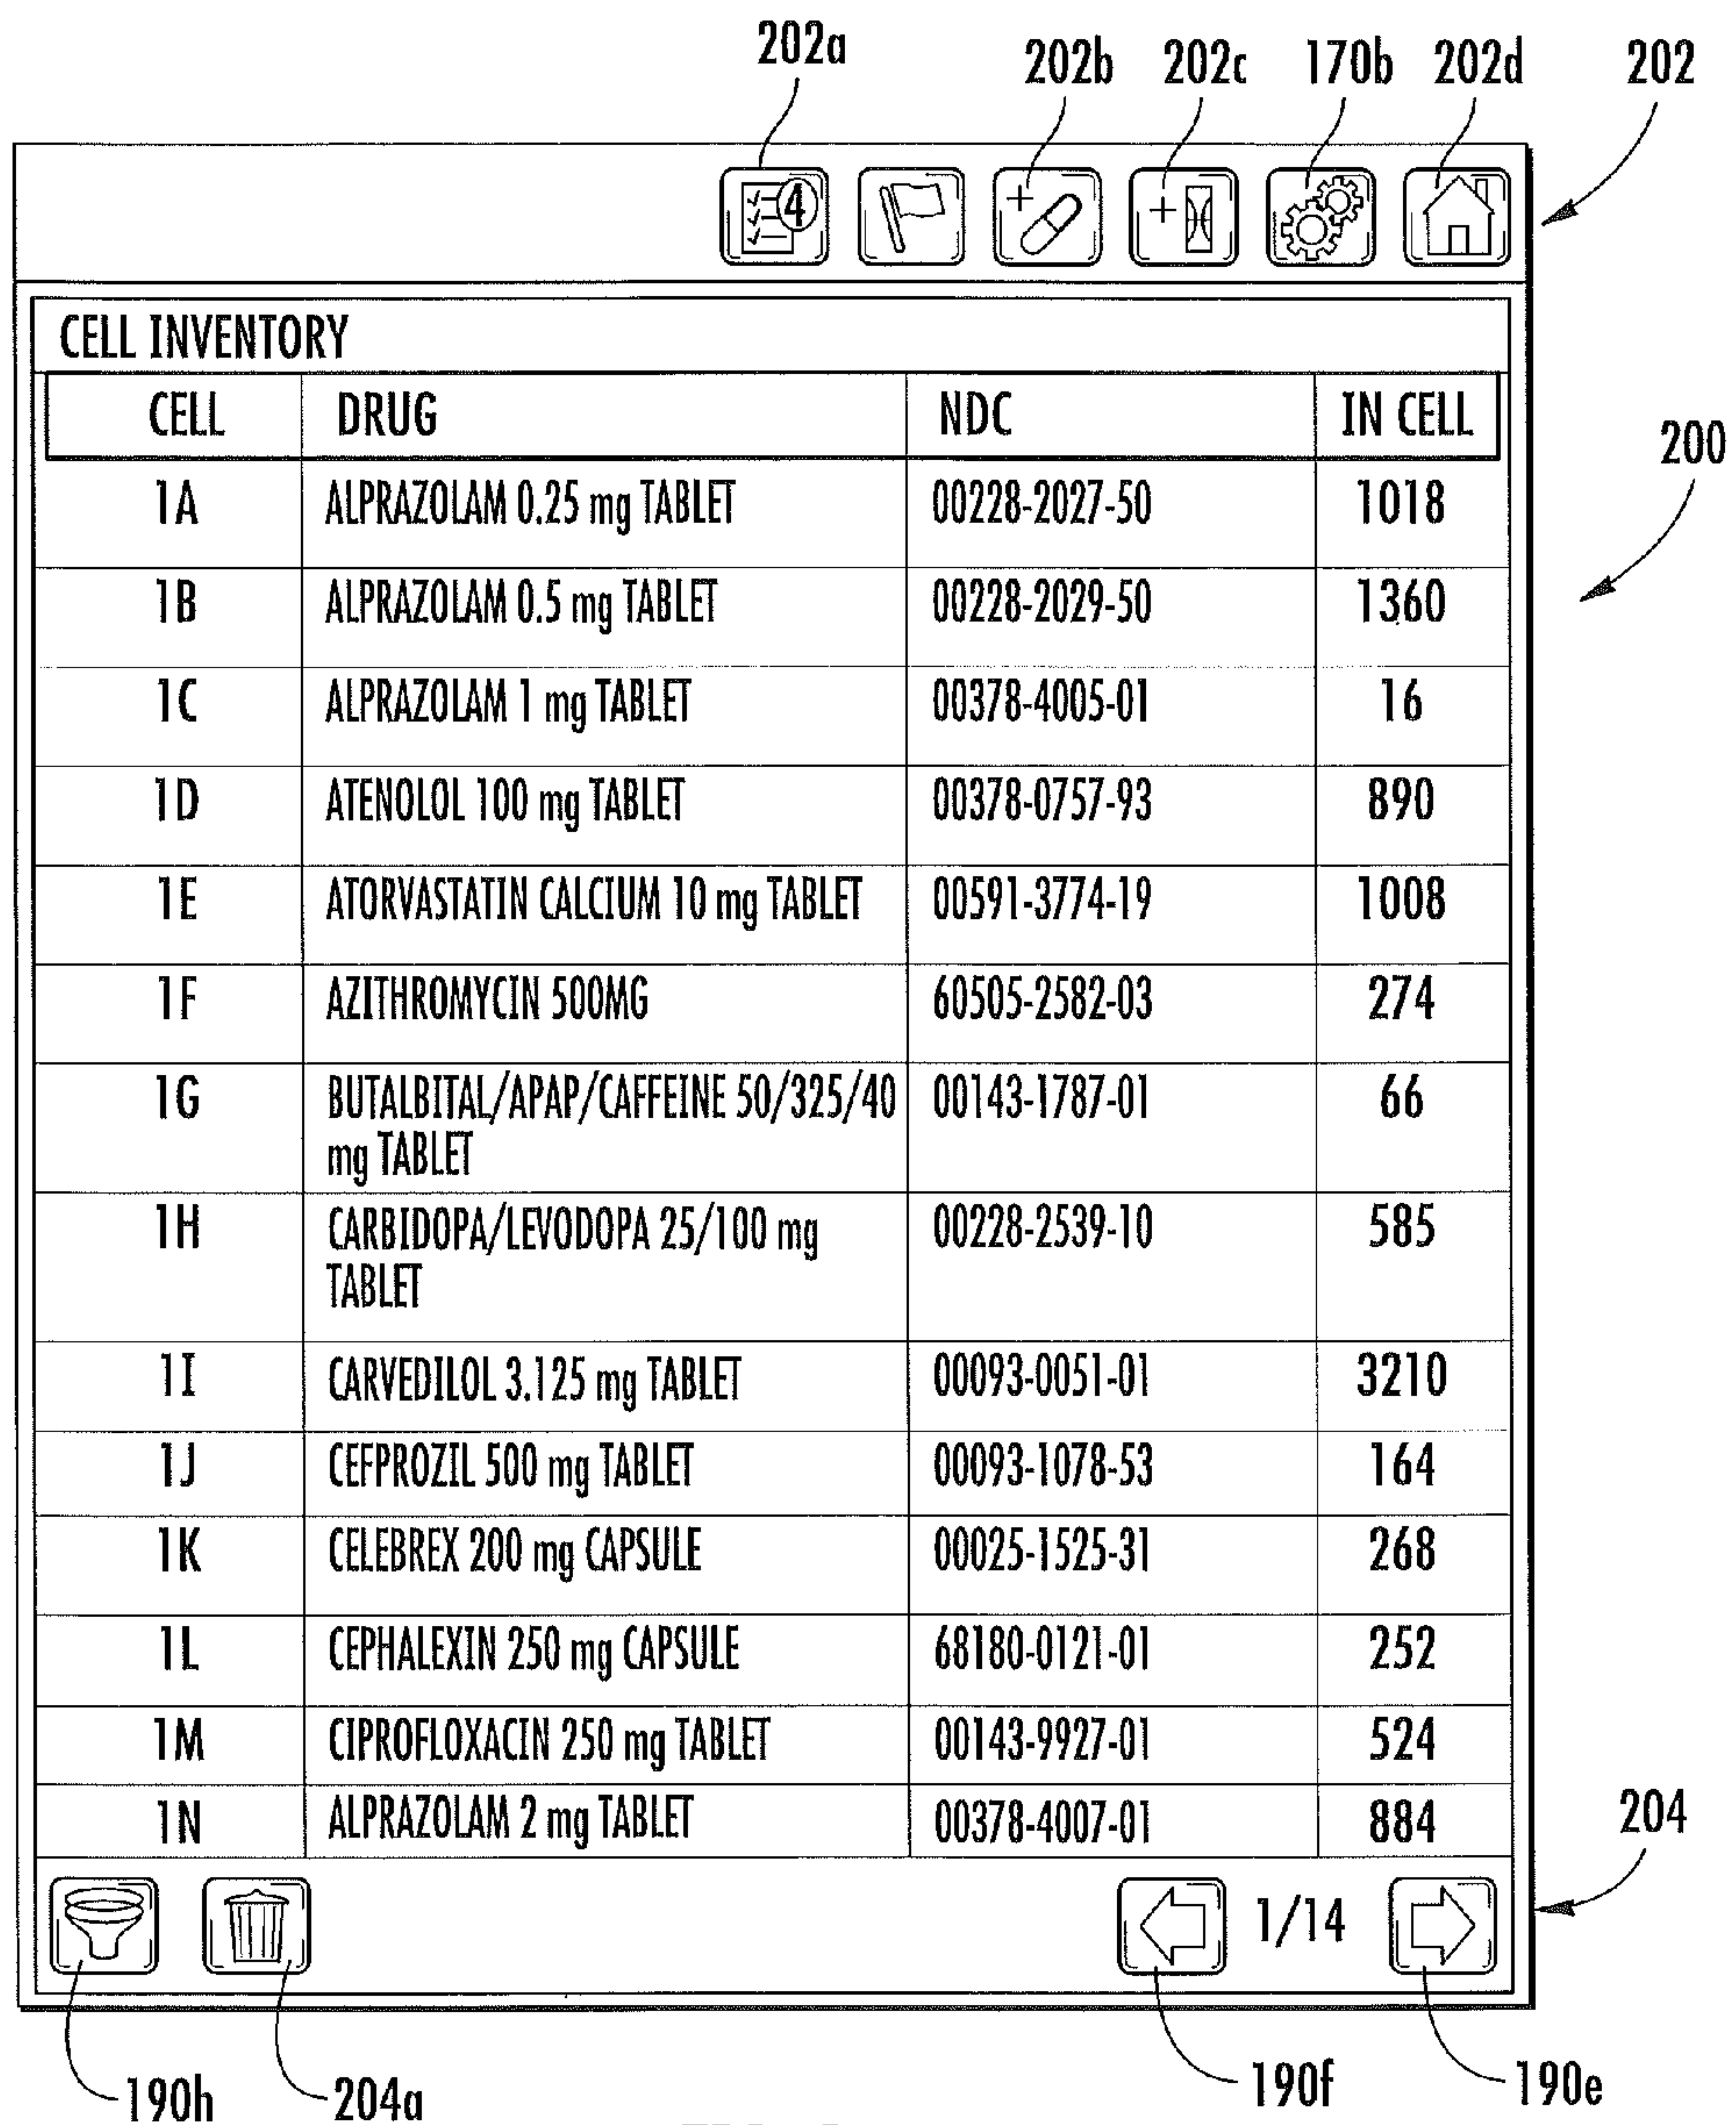 202a
202b 202c 170b 202d 202
4
CELL INVENTORY
CELL DRUG NDC IN CELL
200
1A ALPRAZOLAM 0.25 mg TABLET 00228-2027-50 1018
1B ALPRAZOLAM 0.5 mg TABLET 00228-2029-50 1360
1C ALPRAZOLAM 1 mg TABLET 00378-4005-01 16
1D ATENOLOL 100 mg TABLET 00378-0757-93 890
1E ATORVASTATIN CALCIUM 10 mg TABLET 00591-3774-19 1008
1F AZITHROMYCIN 500MG 60505-2582-03 274
1G BUTALBITAL/APAP/CAFFEINE 50/325/40 00143-1787-01 66
mg TABLET
1H CARBIDOPA/LEVODOPA 25/100 mg 00228-2539-10 585
TABLET
1I CARVEDILOL 3.125 mg TABLET 00093-0051-01 3210
1J CEFPROZIL 500 mg TABLET 00093-1078-53 164
1K CELEBREX 200 mg CAPSULE 00025-1525-31 268
1L CEPHALEXIN 250 mg CAPSULE 68180-0121-01 252
1M CIPROFLOXACIN 250 mg TABLET 00143-9927-01 524
1N ALPRAZOLAM 2 mg TABLET 00378-4007-01 884
204
1/14
190h 204a 190f 190e